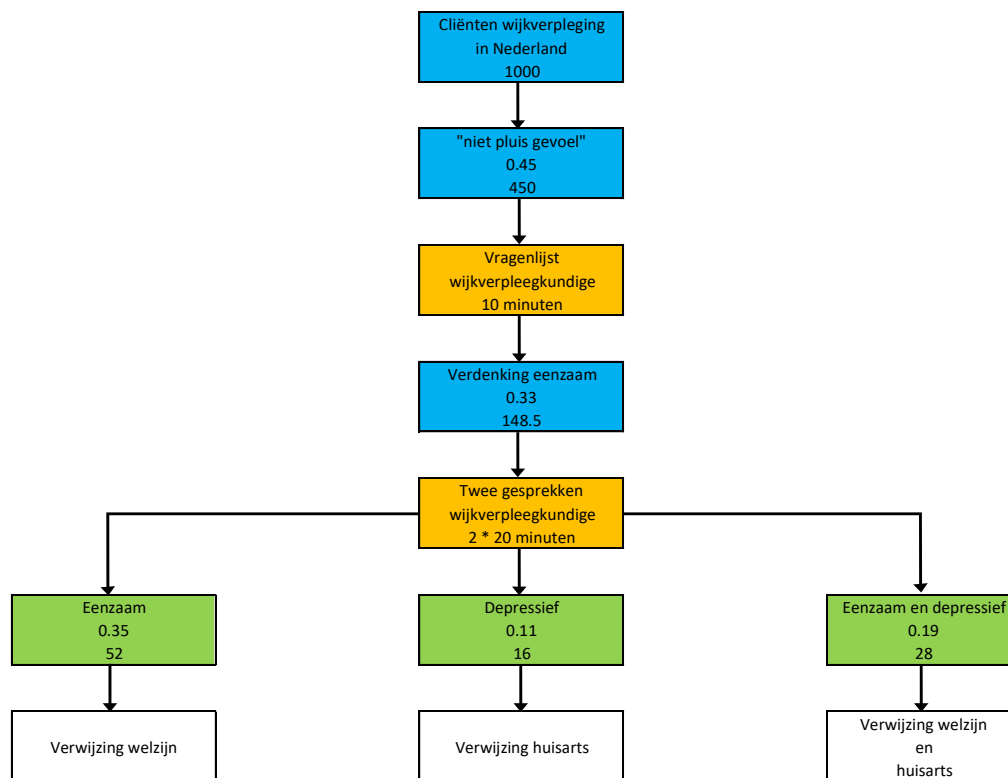 Cliënten wijkverpleging
in Nederland
1000
"niet pluis gevoel"
0.45
450
Vragenlijst
wijkverpleegkundige
10 minuten
Verdenking eenzaam
0.33
148.5
Twee gesprekken
wijkverpleegkundige
2 * 20 minuten
Eenzaam
0.35
52
Depressief
0.11
16
Eenzaam en depressief
0.19
28
Verwijzing welzijn
Verwijzing huisarts
Verwijzing welzijn
en
huisarts